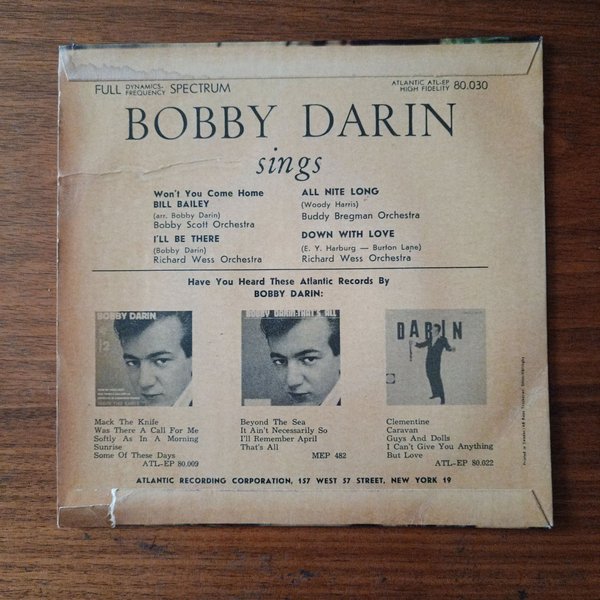 FULL DYNAMICS-FREQUENCY SPECTRUM
ATLANTIC ATL-EP 80.030
HIGH FIDELITY
BOBBY DARIN
sings
Won't You Come Home
BILL BAILEY
(arr. Bobby Darin)
Bobby Scott Orchestra
I'LL BE THERE
(Bobby Darin)
Richard Wess Orchestra
ALL NITE LONG
(Woody Harris)
Buddy Bregman Orchestra
DOWN WITH LOVE
(E. Y. Harburg — Burton Lane)
Richard Wess Orchestra
Have You Heard These Atlantic Records By
BOBBY DARIN:
BOBBY DARIN
Mack The Knife
Was There A Call For Me
Softly As In A Morning
Sunrise
Some Of These Days
ATL-EP 80.009
BOBBY DARIN THAT'S ALL
Beyond The Sea
It Ain't Necessarily So
I'll Remember April
That's All
MEP 482
DARIN
Clementine
Caravan
Guys And Dolls
I Can't Give You Anything
But Love
ATL-EP 80.022
ATLANTIC RECORDING CORPORATION, 157 WEST 57 STREET, NEW YORK 19